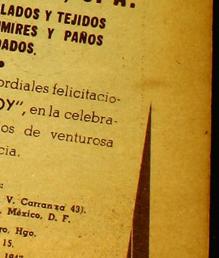 LADOS Y TEJIDOS
MIRES Y PAÑOS
DADOS.
ordiales felicitacio-
OY", en la celebra-
os de venturosa
cia.
V. Carranza 43).
México, D. F.
ro, Hgo.
15.